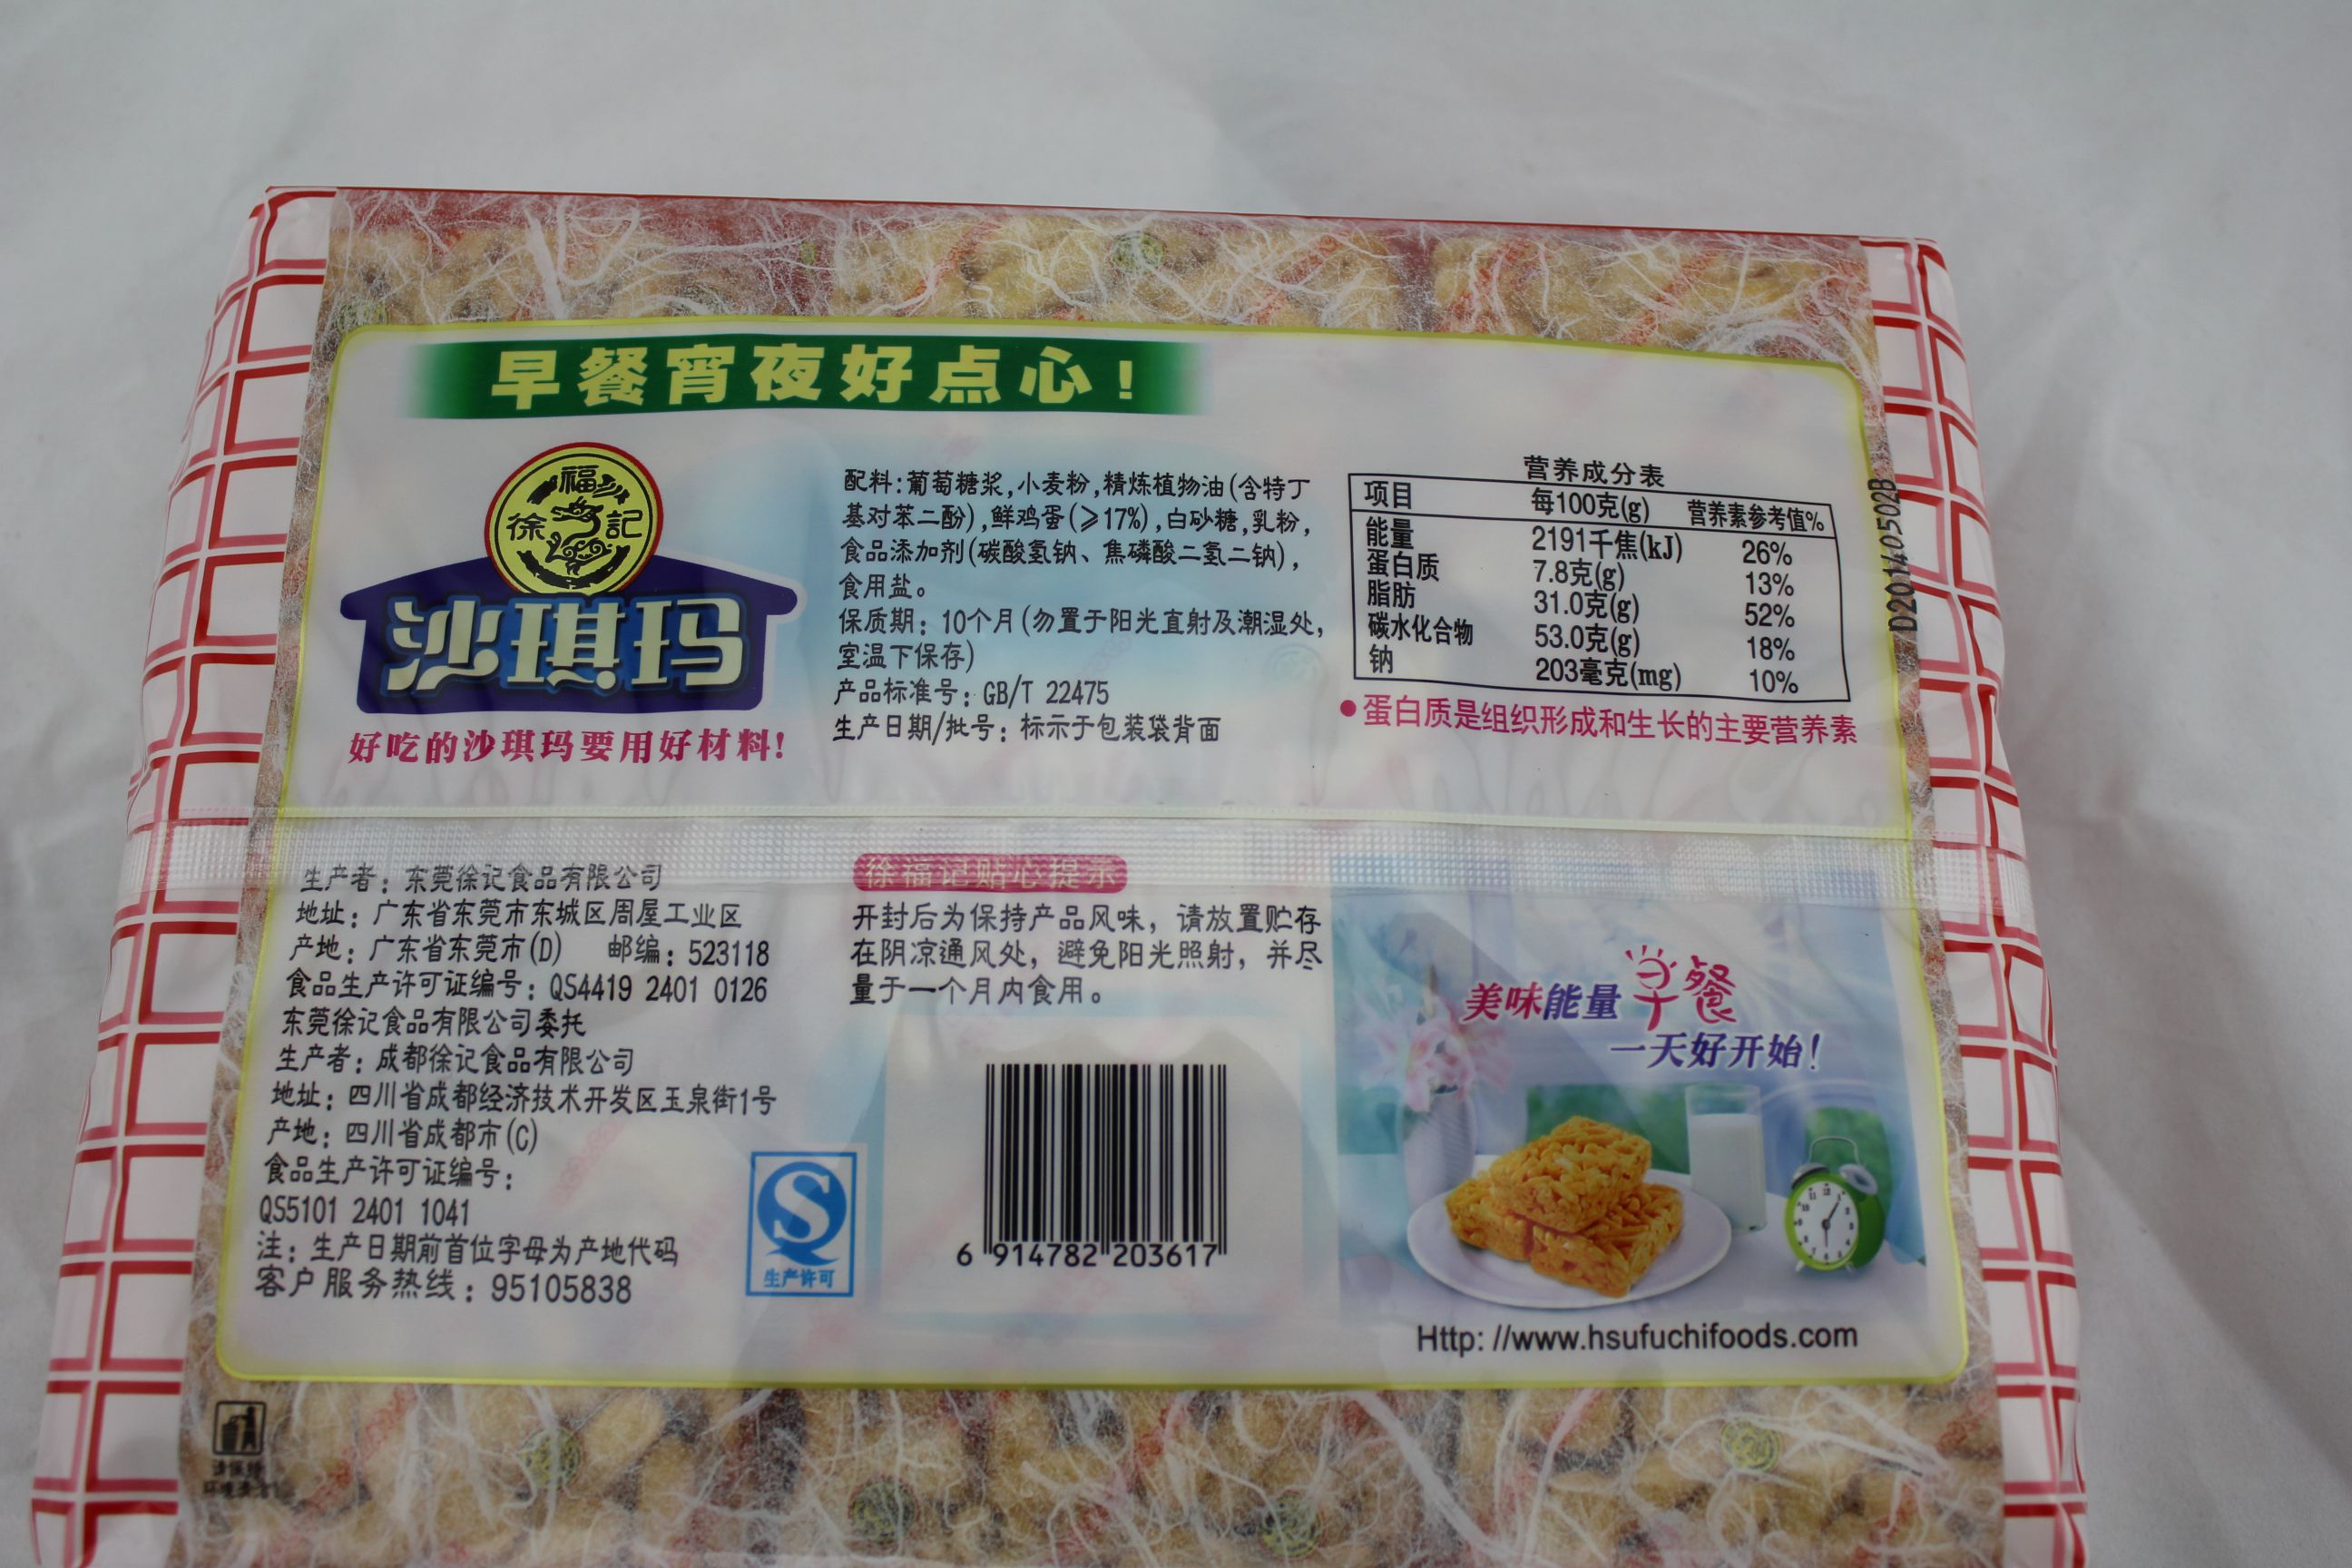 早餐宵夜好点心！
福
徐 記
沙琪玛
好吃的沙琪玛要用好材料!
配料:葡萄糖浆,小麦粉,精炼植物油(含特丁
基对苯二酚),鲜鸡蛋(≥17%),白砂糖,乳粉,
食品添加剂(碳酸氢钠、焦磷酸二氢二钠),
食用盐。
保质期：10个月(勿置于阳光直射及潮湿处,
室温下保存)
产品标准号：GB/T 22475
生产日期/批号：标示于包装袋背面
营养成分表
项目 每100克(g) 营养素参考值%
能量 2191千焦(kJ) 26%
蛋白质 7.8克(g) 13%
脂肪 31.0克(g) 52%
碳水化合物 53.0克(g) 18%
钠 203毫克(mg) 10%
●蛋白质是组织形成和生长的主要营养素
D20140502B
生产者：东莞徐记食品有限公司
地址：广东省东莞市东城区周屋工业区
产地：广东省东莞市(D) 邮编：523118
食品生产许可证编号：QS4419 2401 0126
东莞徐记食品有限公司委托
生产者：成都徐记食品有限公司
地址：四川省成都经济技术开发区玉泉街1号
产地：四川省成都市(C)
食品生产许可证编号：
QS5101 2401 1041
注：生产日期前首位字母为产地代码
客户服务热线：95105838
生产许可
徐福记贴心提示
开封后为保持产品风味，请放置贮存
在阴凉通风处，避免阳光照射，并尽
量于一个月内食用。
6 914782 203617
美味能量早餐
一天好开始！
Http: //www.hsufuchifoods.com